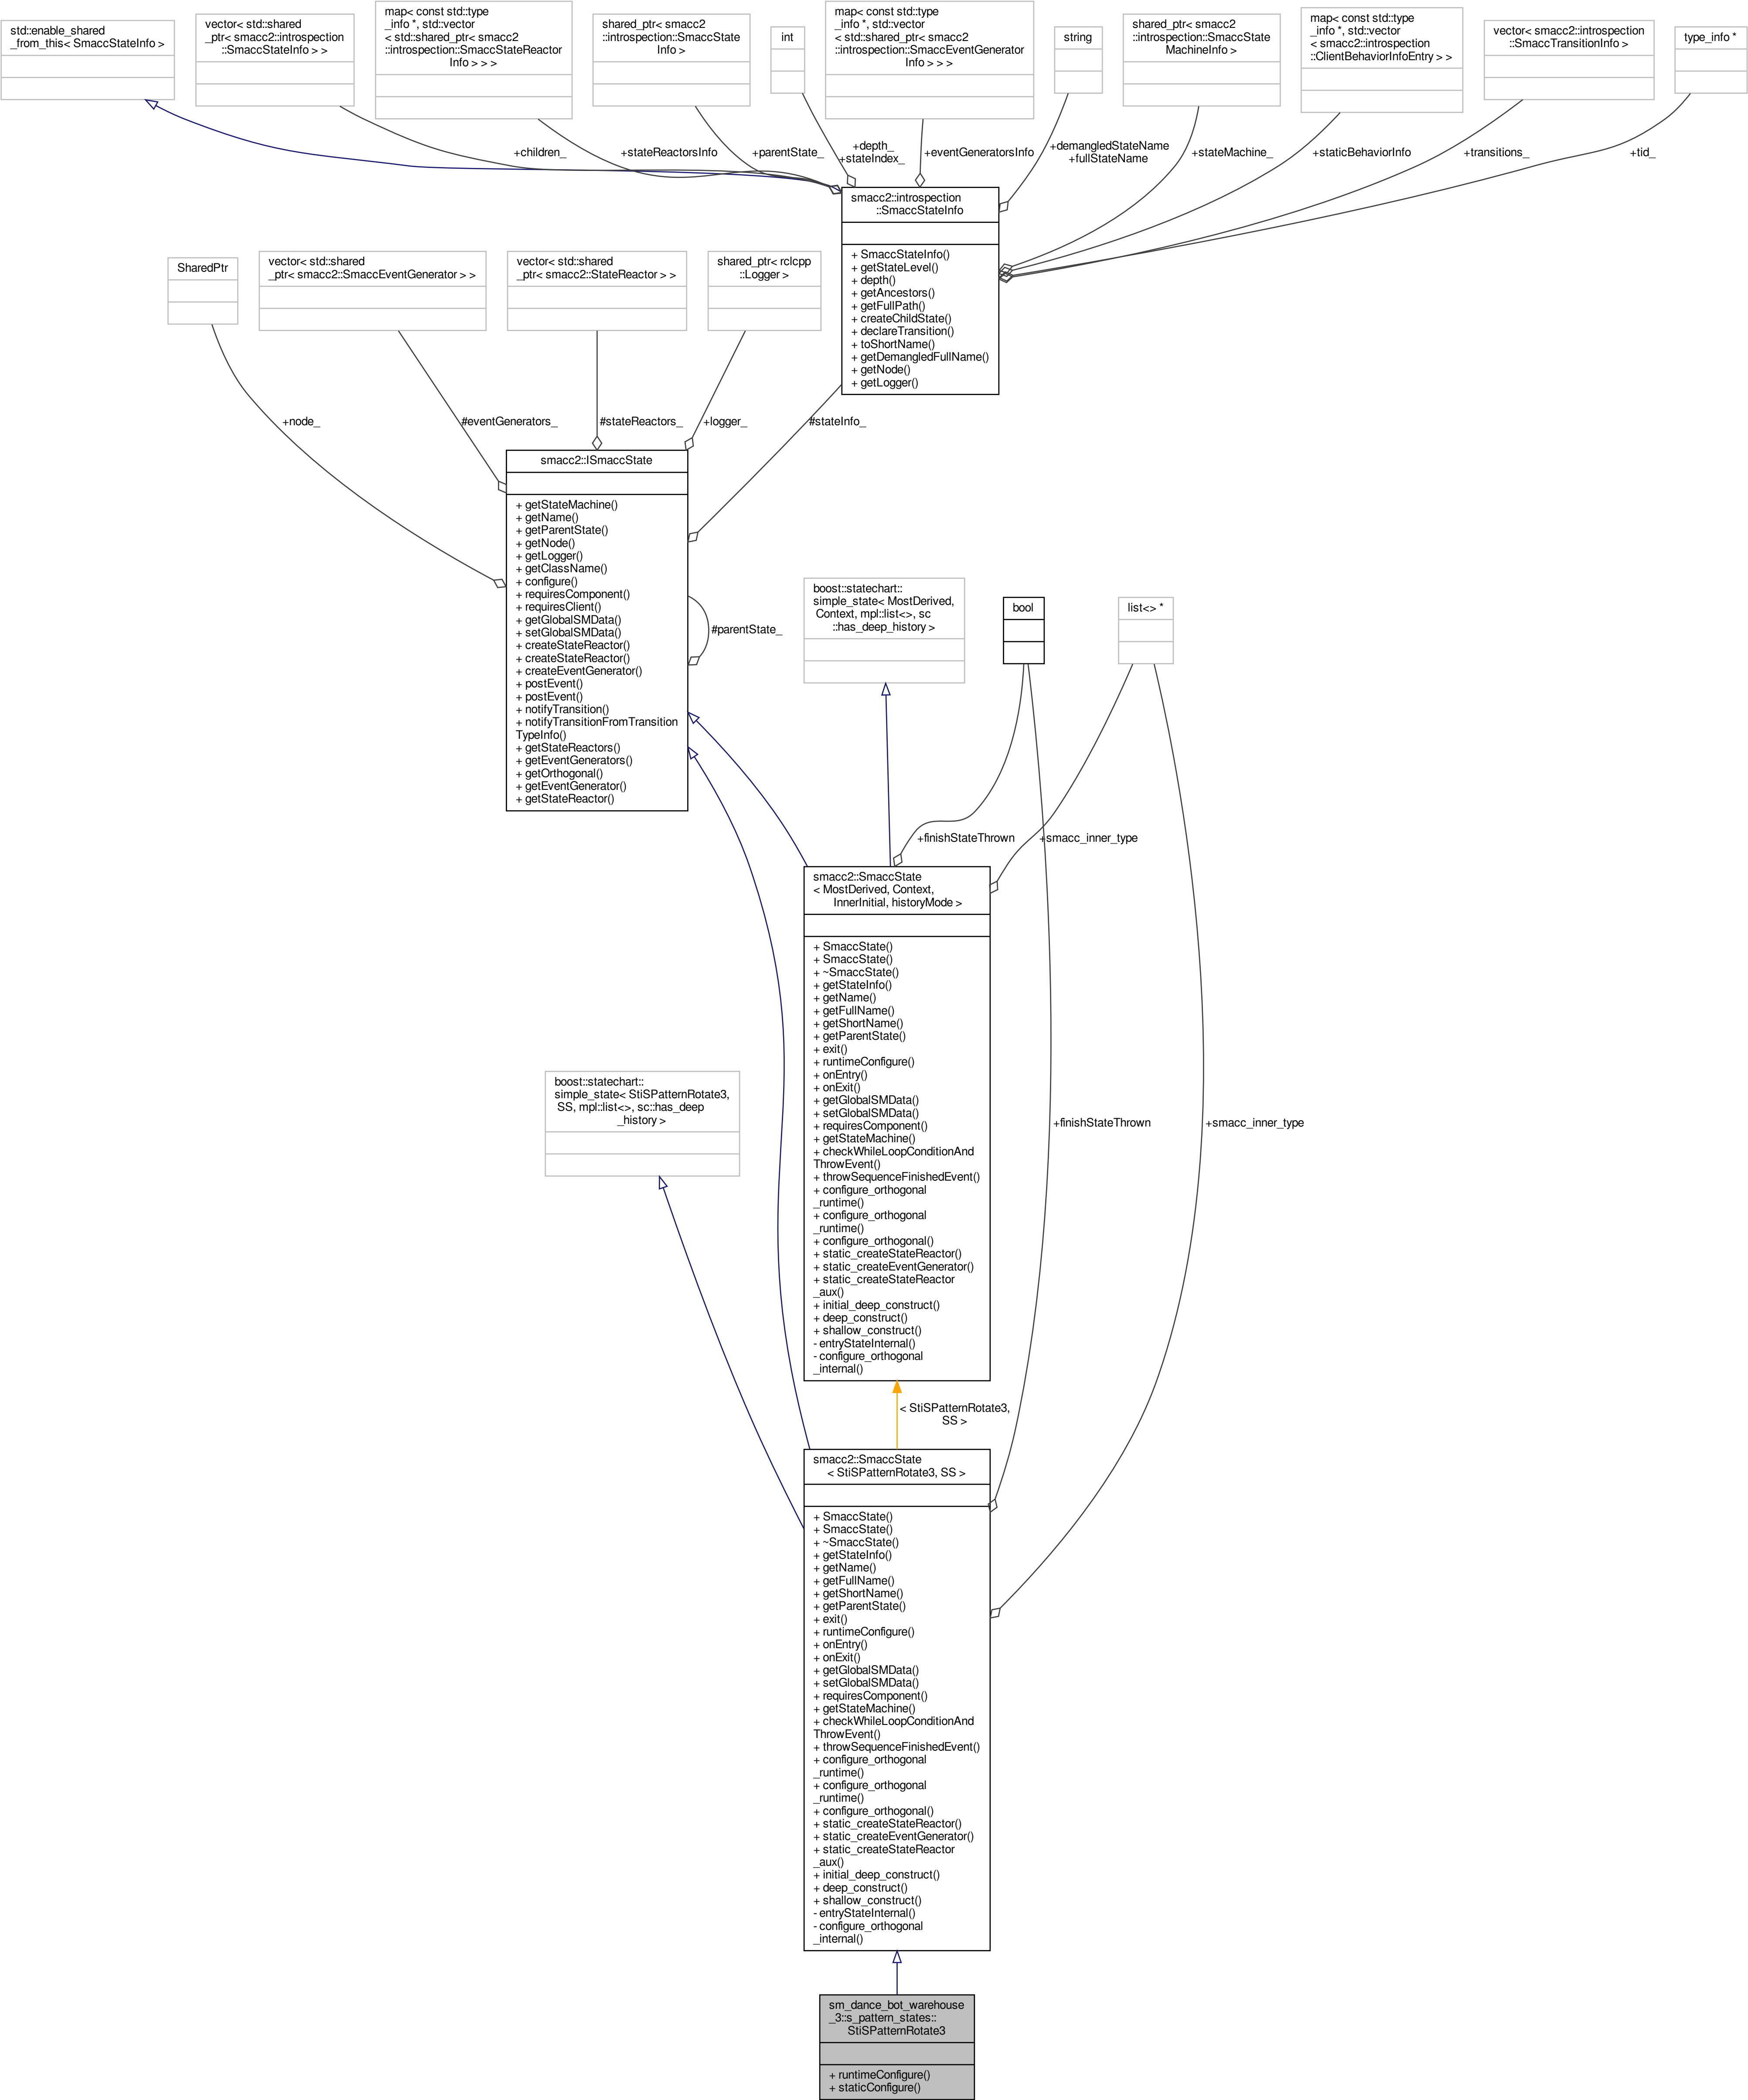 std::enable_shared
_from_this< SmaccStateInfo >
vector< std::shared
_ptr< smacc2::introspection
::SmaccStateInfo > >
map< const std::type
_info *, std::vector
< std::shared_ptr< smacc2
::introspection::SmaccStateReactor
Info > > >
shared_ptr< smacc2
::introspection::SmaccState
Info >
int
map< const std::type
_info *, std::vector
< std::shared_ptr< smacc2
::introspection::SmaccEventGenerator
Info > > >
string
shared_ptr< smacc2
::introspection::SmaccState
MachineInfo >
map< const std::type
_info *, std::vector
< smacc2::introspection
::ClientBehaviorInfoEntry > >
vector< smacc2::introspection
::SmaccTransitionInfo >
type_info *
+children_
+stateReactorsInfo
+parentState_
+depth_
+stateIndex_
+eventGeneratorsInfo
+demangledStateName
+fullStateName
+stateMachine_
+staticBehaviorInfo
+transitions_
+tid_
smacc2::introspection
::SmaccStateInfo
+ SmaccStateInfo()
+ getStateLevel()
+ depth()
+ getAncestors()
+ getFullPath()
+ createChildState()
+ declareTransition()
+ toShortName()
+ getDemangledFullName()
+ getNode()
+ getLogger()
SharedPtr
vector< std::shared
_ptr< smacc2::SmaccEventGenerator > >
vector< std::shared
_ptr< smacc2::StateReactor > >
shared_ptr< rclcpp
::Logger >
+node_
#eventGenerators_
#stateReactors_
+logger_
#stateInfo_
smacc2::ISmaccState
+ getStateMachine()
+ getName()
+ getParentState()
+ getNode()
+ getLogger()
+ getClassName()
+ configure()
+ requiresComponent()
+ requiresClient()
+ getGlobalSMData()
+ setGlobalSMData()
+ createStateReactor()
+ createStateReactor()
+ createEventGenerator()
+ postEvent()
+ postEvent()
+ notifyTransition()
+ notifyTransitionFromTransition
TypeInfo()
+ getStateReactors()
+ getEventGenerators()
+ getOrthogonal()
+ getEventGenerator()
+ getStateReactor()
#parentState_
boost::statechart::
simple_state< MostDerived,
Context, mpl::list<>, sc
::has_deep_history >
bool
list<> *
+finishStateThrown
+smacc_inner_type
smacc2::SmaccState
< MostDerived, Context,
InnerInitial, historyMode >
+ SmaccState()
+ SmaccState()
+ ~SmaccState()
+ getStateInfo()
+ getName()
+ getFullName()
+ getShortName()
+ getParentState()
+ exit()
+ runtimeConfigure()
+ onEntry()
+ onExit()
+ getGlobalSMData()
+ setGlobalSMData()
+ requiresComponent()
+ getStateMachine()
+ checkWhileLoopConditionAnd
ThrowEvent()
+ throwSequenceFinishedEvent()
+ configure_orthogonal
_runtime()
+ configure_orthogonal
_runtime()
+ configure_orthogonal()
+ static_createStateReactor()
+ static_createEventGenerator()
+ static_createStateReactor
_aux()
+ initial_deep_construct()
+ deep_construct()
+ shallow_construct()
- entryStateInternal()
- configure_orthogonal
_internal()
boost::statechart::
simple_state< StiSPatternRotate3,
SS, mpl::list<>, sc::has_deep
_history >
+finishStateThrown
+smacc_inner_type
< StiSPatternRotate3,
SS >
smacc2::SmaccState
< StiSPatternRotate3, SS >
+ SmaccState()
+ SmaccState()
+ ~SmaccState()
+ getStateInfo()
+ getName()
+ getFullName()
+ getShortName()
+ getParentState()
+ exit()
+ runtimeConfigure()
+ onEntry()
+ onExit()
+ getGlobalSMData()
+ setGlobalSMData()
+ requiresComponent()
+ getStateMachine()
+ checkWhileLoopConditionAnd
ThrowEvent()
+ throwSequenceFinishedEvent()
+ configure_orthogonal
_runtime()
+ configure_orthogonal
_runtime()
+ configure_orthogonal()
+ static_createStateReactor()
+ static_createEventGenerator()
+ static_createStateReactor
_aux()
+ initial_deep_construct()
+ deep_construct()
+ shallow_construct()
- entryStateInternal()
- configure_orthogonal
_internal()
sm_dance_bot_warehouse
_3::s_pattern_states::
StiSPatternRotate3
+ runtimeConfigure()
+ staticConfigure()